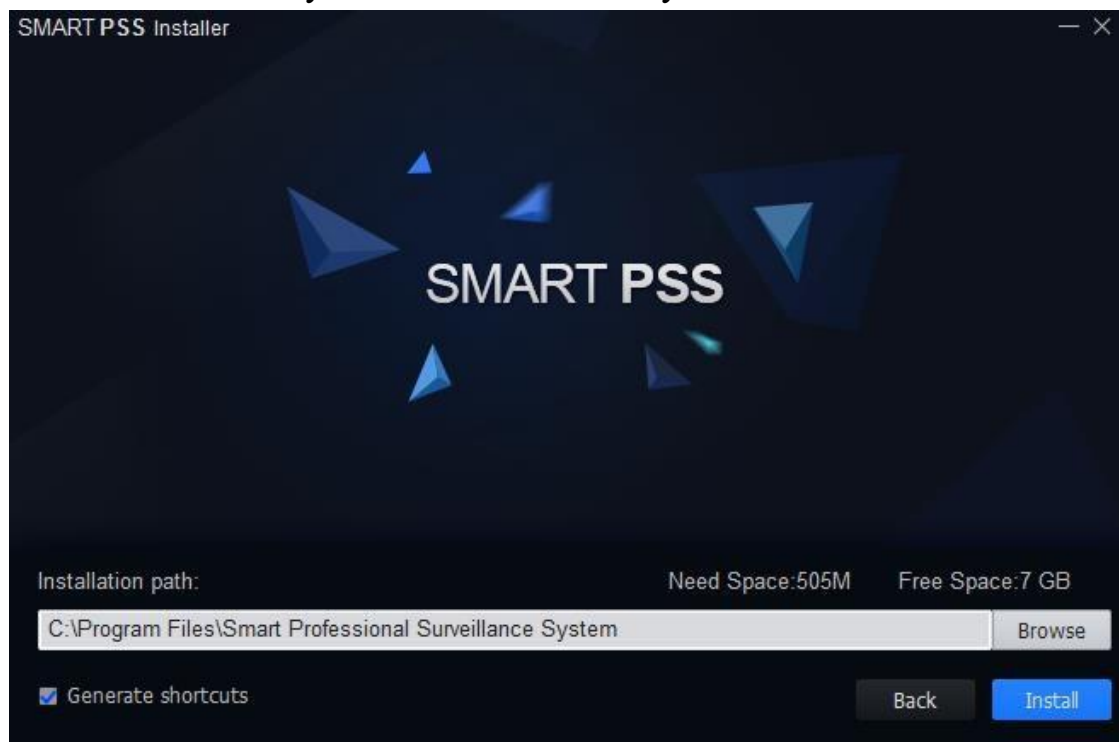 SMART PSS Installer
SMART PSS
Installation path:
Need Space:505M
Free Space:7 GB
C:\Program Files\Smart Professional Surveillance System
Browse
Generate shortcuts
Back
Install